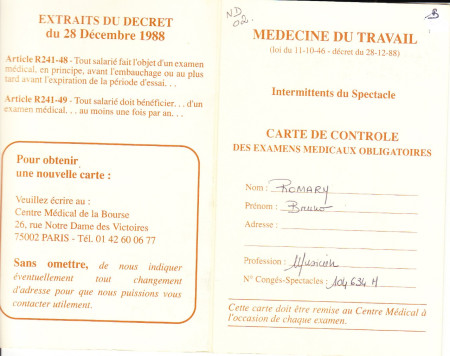 EXTRAITS DU DECRET
du 28 Décembre 1988
Article R241-48 - Tout salarié fait l'objet d'un examen
médical, en principe, avant l'embauchage ou au plus
tard avant l'expiration de la période d'essai. . .
Article R241-49 - Tout salarié doit bénéficier. . . d'un
examen médical. . . au moins une fois par an. . .
Pour obtenir
une nouvelle carte :
Veuillez écrire au :
Centre Médical de la Bourse
26, rue Notre Dame des Victoires
75002 PARIS - Tél. 01 42 60 06 77
Sans omettre, de nous indiquer
éventuellement tout changement
d'adresse pour que nous puissions vous
contacter utilement.
ND
02.
B
MEDECINE DU TRAVAIL
(loi du 11-10-46 - décret du 28-12-88)
Intermittents du Spectacle
CARTE DE CONTROLE
DES EXAMENS MEDICAUX OBLIGATOIRES
Nom : ROMARY
Prénom : Bruno
Adresse :
Profession : Musicien
N° Congés-Spectacles : 104 634 H
Cette carte doit être remise au Centre Médical à
l'occasion de chaque examen.